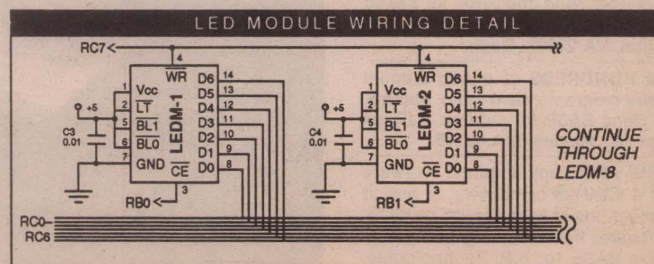 LED MODULE WIRING DETAIL
RC7
4
WR
1
Vcc
2
LT
5
BL1
6
BL0
7
GND
CE
3
LEDM-1
D6
14
D5
13
D4
12
D3
11
D2
10
D1
9
D0
8
+5
C3
0.01
RB0
4
WR
1
Vcc
2
LT
5
BL1
6
BL0
7
GND
CE
3
LEDM-2
D6
14
D5
13
D4
12
D3
11
D2
10
D1
9
D0
8
+5
C4
0.01
RB1
CONTINUE
THROUGH
LEDM-8
RC0–
RC6